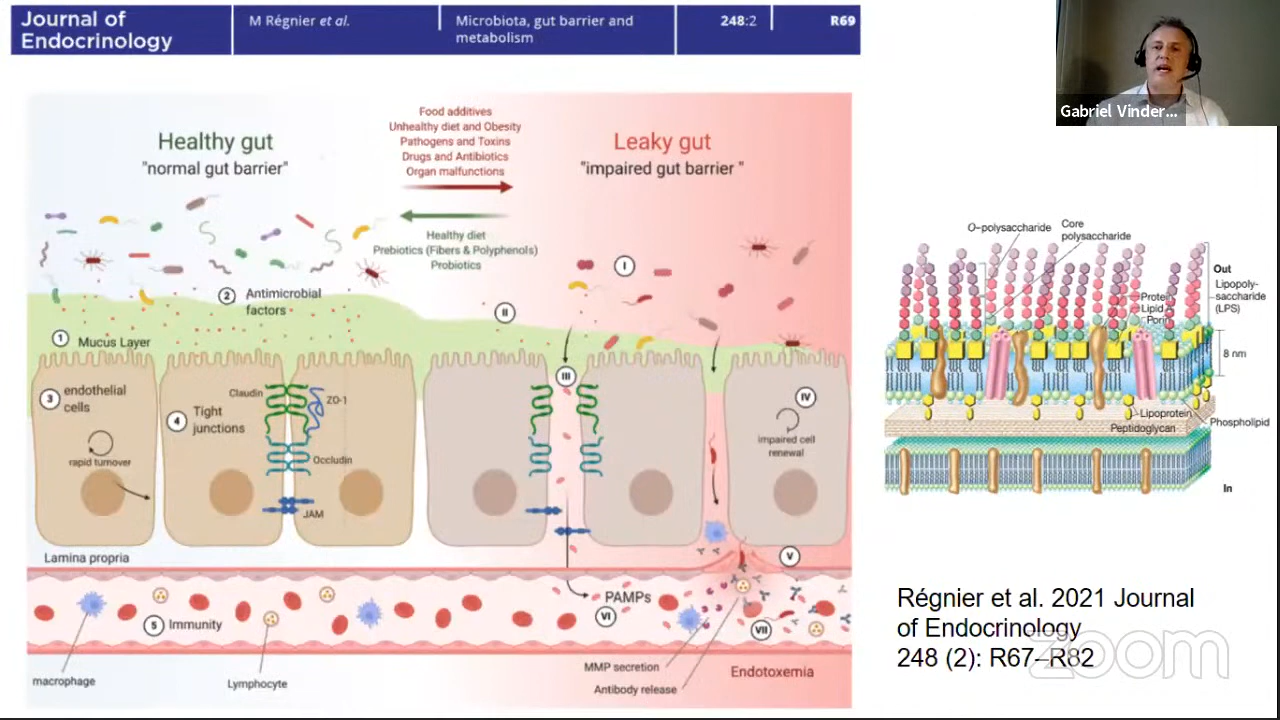 Journal of
Endocrinology
M Régnier et al.
Microbiota, gut barrier and
metabolism
248:2
R69
Gabriel Vinder...
Healthy gut
"normal gut barrier"
Food additives
Unhealthy diet and Obesity
Pathogens and Toxins
Drugs and Antibiotics
Organ malfunctions
Healthy diet
Prebiotics (Fibers & Polyphenols)
Probiotics
Leaky gut
"impaired gut barrier "
I
II
2 Antimicrobial
factors
1 Mucus Layer
3 endothelial
cells
rapid turnover
4 Tight
junctions
Claudin
ZO-1
Occludin
JAM
III
IV
impaired cell
renewal
Lamina propria
V
PAMPs
VI
VII
5 Immunity
macrophage
Lymphocyte
MMP secretion
Antibody release
Endotoxemia
O-polysaccharide
Core
polysaccharide
Out
Lipopoly-
saccharide
(LPS)
Protein
Lipid A
Porin
8 nm
Lipoprotein
Peptidoglycan
Phospholipid
In
Régnier et al. 2021 Journal
of Endocrinology
248 (2): R67–R82
zoom